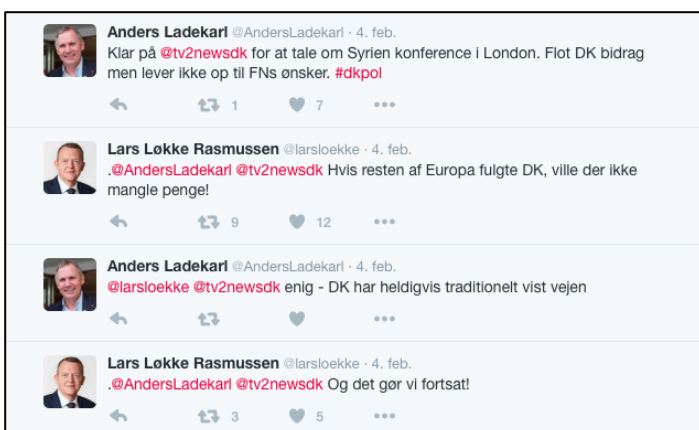 Anders Ladekarl @AndersLadekarl · 4. feb.
Klar på @tv2newsdk for at tale om Syrien konference i London. Flot DK bidrag
men lever ikke op til FNs ønsker. #dkpol
1 7
Lars Løkke Rasmussen @larsloekke · 4. feb.
.@AndersLadekarl @tv2newsdk Hvis resten af Europa fulgte DK, ville der ikke
mangle penge!
9 12
Anders Ladekarl @AndersLadekarl · 4. feb.
@larsloekke @tv2newsdk enig - DK har heldigvis traditionelt vist vejen
Lars Løkke Rasmussen @larsloekke · 4. feb.
.@AndersLadekarl @tv2newsdk Og det gør vi fortsat!
3 5